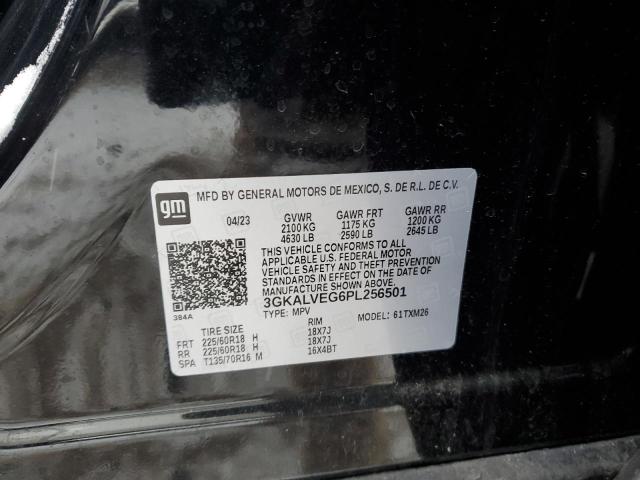 gm
MFD BY GENERAL MOTORS DE MEXICO, S. DE R.L. DE C.V.
04/23 GVWR GAWR FRT GAWR RR
2100 KG 1175 KG 1200 KG
4630 LB 2590 LB 2645 LB
THIS VEHICLE CONFORMS TO ALL
APPLICABLE U.S. FEDERAL MOTOR
VEHICLE SAFETY AND THEFT
PREVENTION STANDARDS IN EFFECT
ON THE DATE OF MANUFACTURE
SHOWN ABOVE.
3GKALVEG6PL256501
384A TYPE: MPV MODEL: 61TXM26
TIRE SIZE RIM
FRT 225/60R18 H 18X7J
RR 225/60R18 H 18X7J
SPA T135/70R16 M 16X4BT